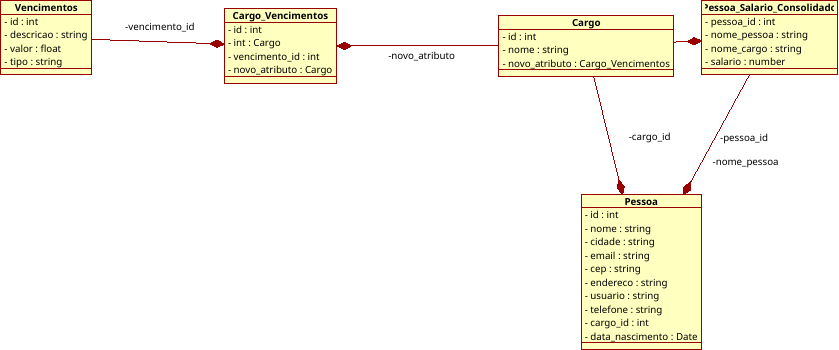 Vencimentos
- id : int
- descricao : string
- valor : float
- tipo : string
-vencimento_id
Cargo_Vencimentos
- id : int
- int : Cargo
- vencimento_id : int
- novo_atributo : Cargo
-novo_atributo
Cargo
- id : int
- nome : string
- novo_atributo : Cargo_Vencimentos
Pessoa_Salario_Consolidado
- pessoa_id : int
- nome_pessoa : string
- nome_cargo : string
- salario : number
-cargo_id
-pessoa_id
-nome_pessoa
Pessoa
- id : int
- nome : string
- cidade : string
- email : string
- cep : string
- endereco : string
- usuario : string
- telefone : string
- cargo_id : int
- data_nascimento : Date